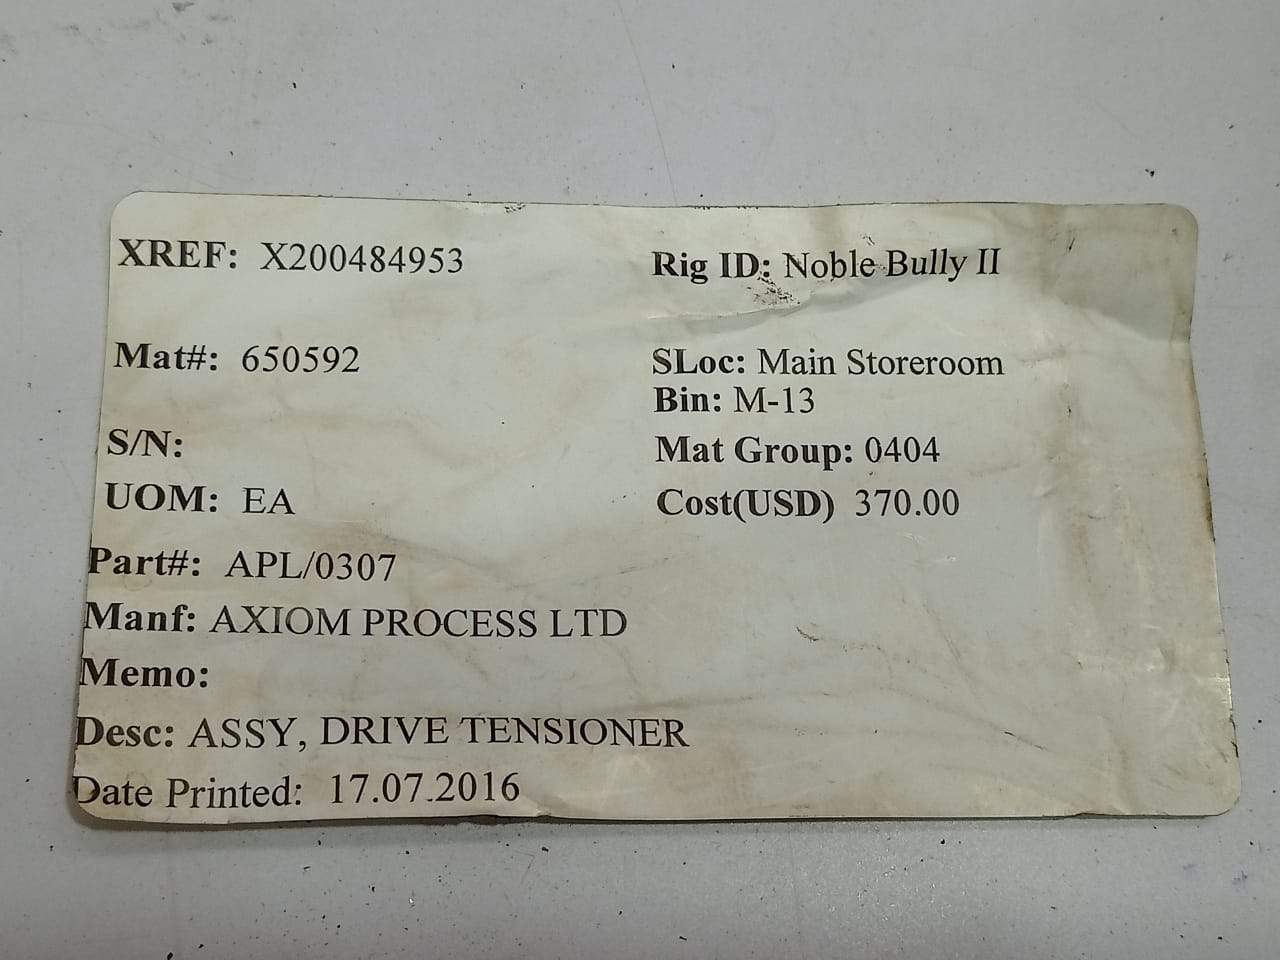 XREF: X200484953 Rig ID: Noble Bully II
Mat#: 650592 SLoc: Main Storeroom
Bin: M-13
S/N: Mat Group: 0404
UOM: EA Cost(USD) 370.00
Part#: APL/0307
Manf: AXIOM PROCESS LTD
Memo:
Desc: ASSY, DRIVE TENSIONER
Date Printed: 17.07.2016